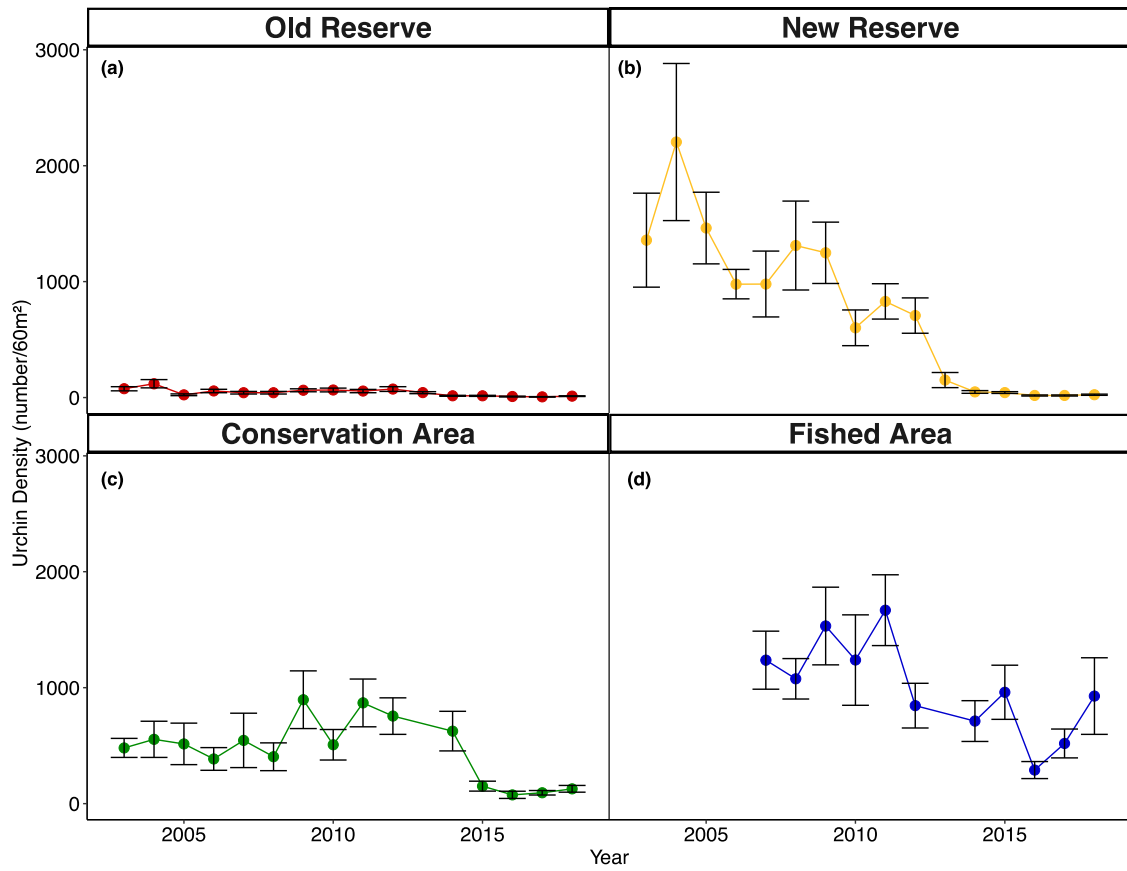 Old Reserve
New Reserve
(a)
(b)
3000
2000
1000
0
Conservation Area
Fished Area
(c)
(d)
3000
2000
1000
0
Urchin Density (number/60m²)
2005
2010
2015
2005
2010
2015
Year